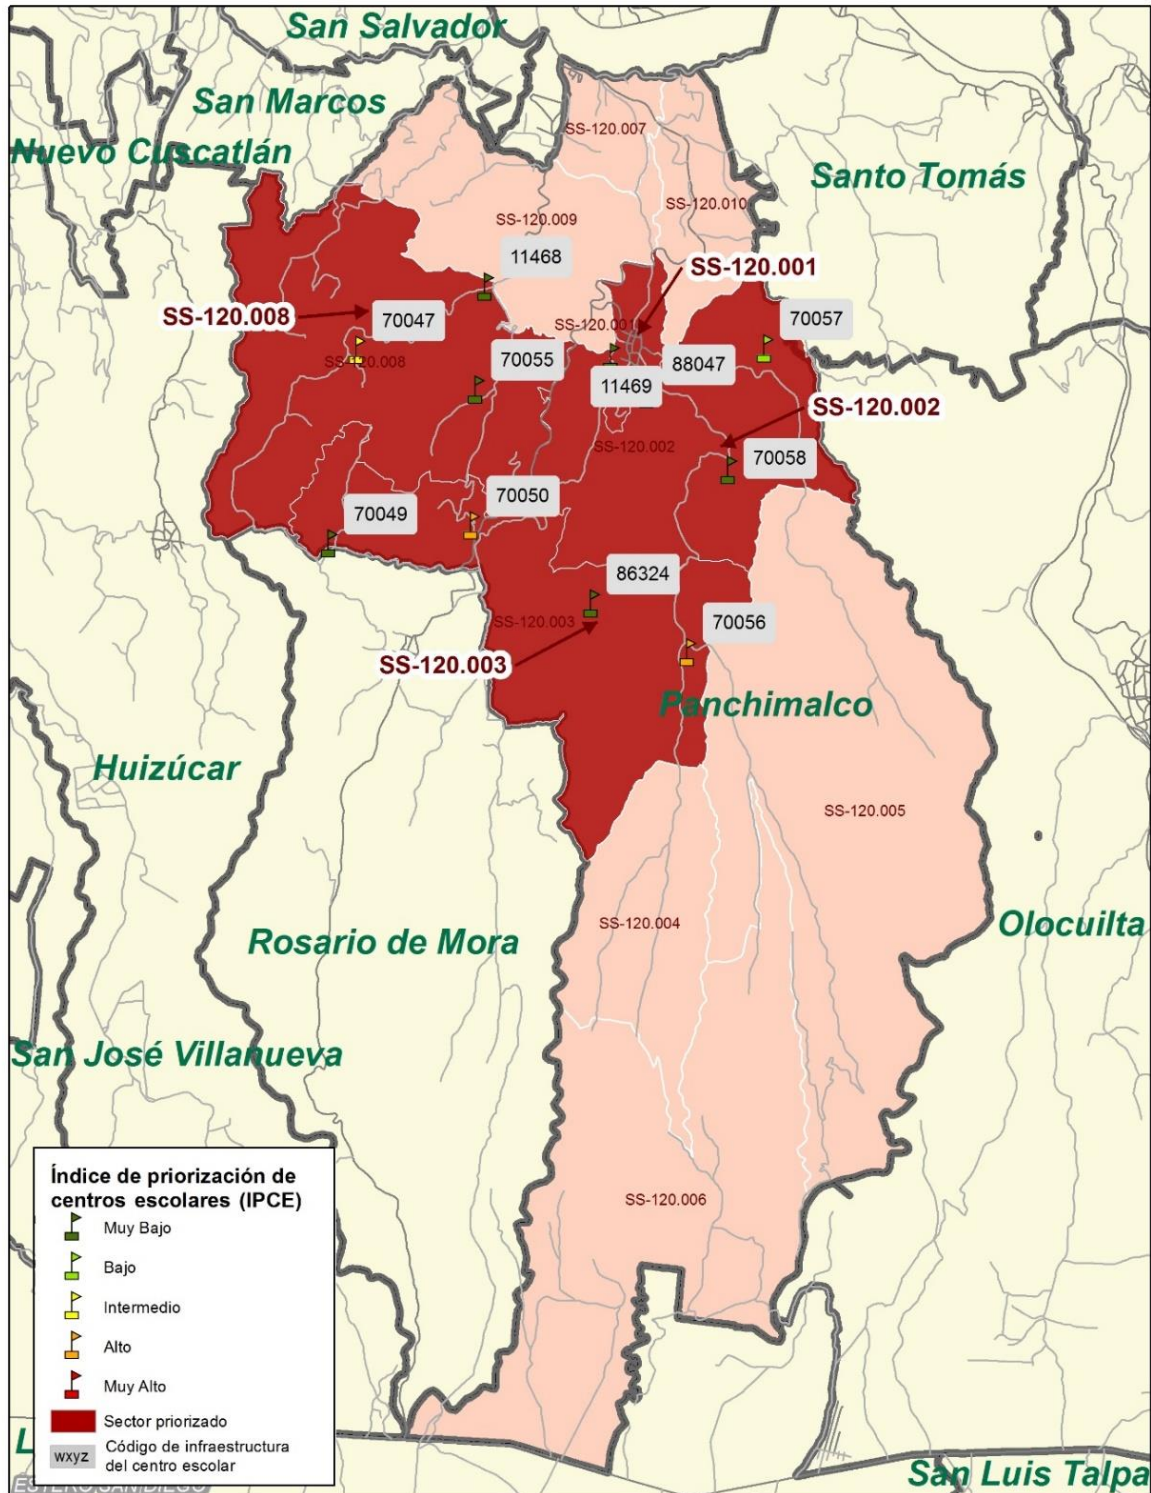 San Salvador
San Marcos
Nuevo Cuscatlán
SS-120.007
Santo Tomás
SS-120.010
SS-120.009
11468
SS-120.001
SS-120.008
70047
SS-120.001
70057
70055
88047
SS-120.008
11469
SS-120.002
SS-120.002
70058
70050
70049
86324
SS-120.003
70056
SS-120.003
Panchimalco
Huizúcar
SS-120.005
SS-120.004
Olocuilta
Rosario de Mora
San José Villanueva
SS-120.006
Índice de priorización de
centros escolares (IPCE)
Muy Bajo
Bajo
Intermedio
Alto
Muy Alto
Sector priorizado
wxyz
Código de infraestructura
del centro escolar
L
San Luis Talpa
ESTERO SAN DIEGO